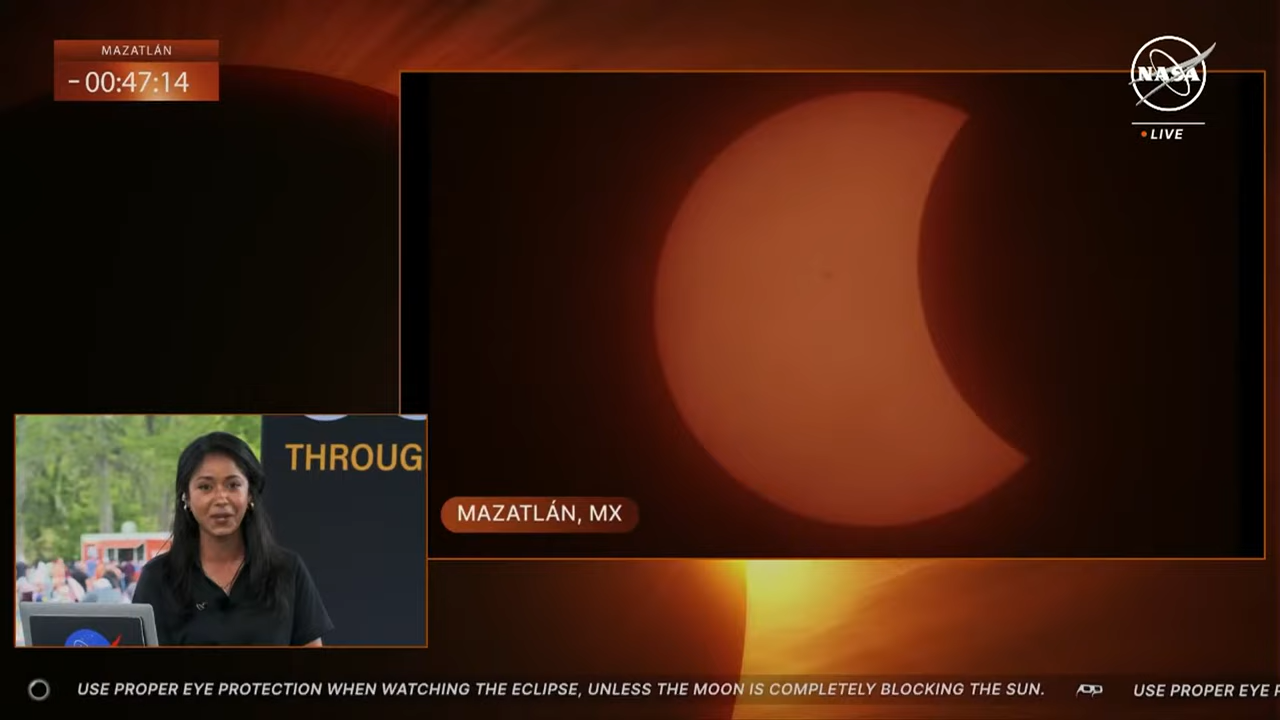 MAZATLÁN
-00:47:14
NASA
LIVE
THROUG
MAZATLÁN, MX
USE PROPER EYE PROTECTION WHEN WATCHING THE ECLIPSE, UNLESS THE MOON IS COMPLETELY BLOCKING THE SUN. USE PROPER EYE P